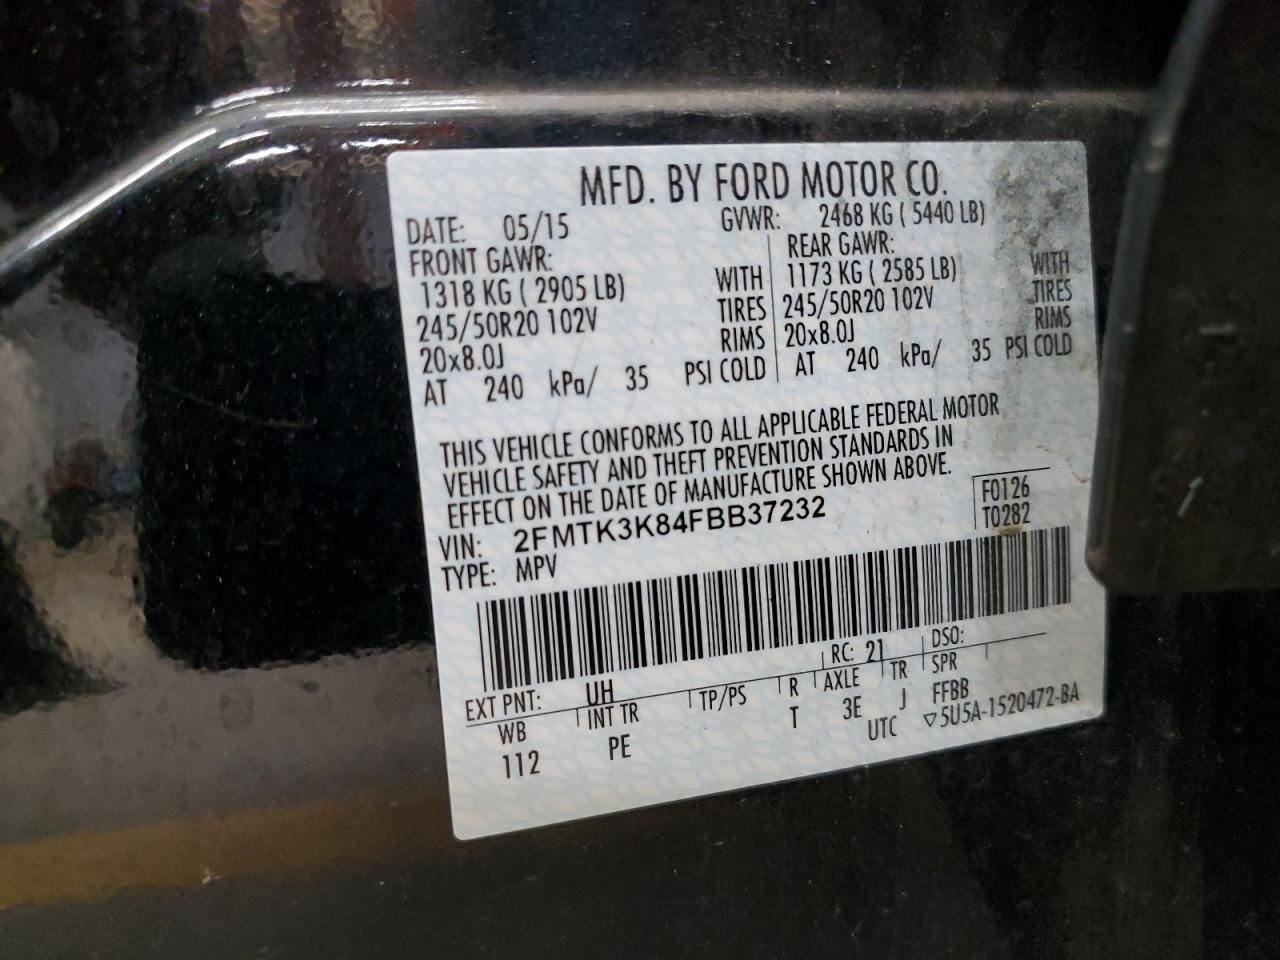 MFD. BY FORD MOTOR CO.
DATE: 05/15 GVWR: 2468 KG ( 5440 LB)
FRONT GAWR: REAR GAWR:
1318 KG ( 2905 LB) WITH 1173 KG ( 2585 LB) WITH
245/50R20 102V TIRES 245/50R20 102V TIRES
20x8.0J RIMS 20x8.0J RIMS
AT 240 kPa/ 35 PSI COLD AT 240 kPa/ 35 PSI COLD
THIS VEHICLE CONFORMS TO ALL APPLICABLE FEDERAL MOTOR
VEHICLE SAFETY AND THEFT PREVENTION STANDARDS IN
EFFECT ON THE DATE OF MANUFACTURE SHOWN ABOVE.
VIN: 2FMTK3K84FBB37232 F0126
TYPE: MPV T0282
EXT PNT: UH RC: 21 DSO:
WB INT TR TP/PS R AXLE TR SPR
112 PE T 3E J FFBB
UTC ▽5U5A-1520472-BA